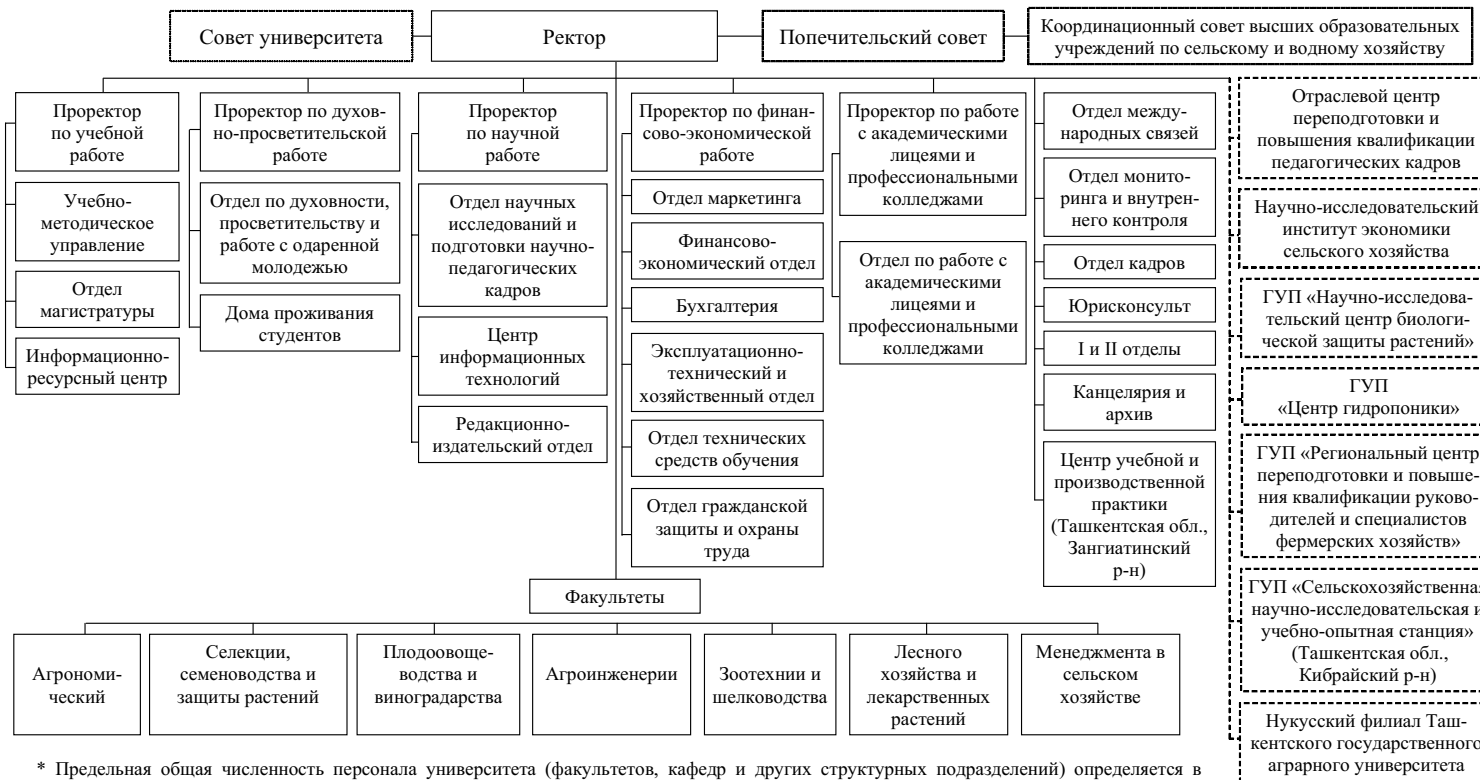 Совет университета
Ректор
Попечительский совет
Координационный совет высших образовательных
учреждений по сельскому и водному хозяйству
Проректор
по учебной
работе
Учебно-
методическое
управление
Отдел
магистратуры
Информационно-
ресурсный центр
Проректор по духов-
но-просветительской
работе
Отдел по духовности,
просветительству и
работе с одаренной
молодежью
Дома проживания
студентов
Проректор
по научной
работе
Отдел научных
исследований и
подготовки научно-
педагогических
кадров
Центр
информационных
технологий
Редакционно-
издательский отдел
Проректор по финан-
сово-экономической
работе
Отдел маркетинга
Финансово-
экономический отдел
Бухгалтерия
Эксплуатационно-
технический и
хозяйственный отдел
Отдел технических
средств обучения
Отдел гражданской
защиты и охраны
труда
Проректор по работе
с академическими
лицеями и
профессиональными
колледжами
Отдел по работе с
академическими
лицеями и
профессиональными
колледжами
Отдел между-
народных связей
Отдел монито-
ринга и внутрен-
него контроля
Отдел кадров
Юрисконсульт
I и II отделы
Канцелярия и
архив
Центр учебной и
производственной
практики
(Ташкентская обл.,
Зангиатинский
р-н)
Отраслевой центр
переподготовки и
повышения квалификации
педагогических кадров
Научно-исследовательский
институт экономики
сельского хозяйства
ГУП «Научно-исследова-
тельский центр биологи-
ческой защиты растений»
ГУП
«Центр гидропоники»
ГУП «Региональный центр
переподготовки и повыше-
ния квалификации руково-
дителей и специалистов
фермерских хозяйств»
ГУП «Сельскохозяйственная
научно-исследовательская и
учебно-опытная станция»
(Ташкентская обл.,
Кибрайский р-н)
Нукусский филиал Таш-
кентского государственного
аграрного университета
Факультеты
Агрономи-
ческий
Селекции,
семеноводства и
защиты растений
Плодоовоще-
водства и
виноградарства
Агроинженерии
Зоотехнии и
шелководства
Лесного
хозяйства и
лекарственных
растений
Менеджмента в
сельском
хозяйстве
* Предельная общая численность персонала университета (факультетов, кафедр и других структурных подразделений) определяется в